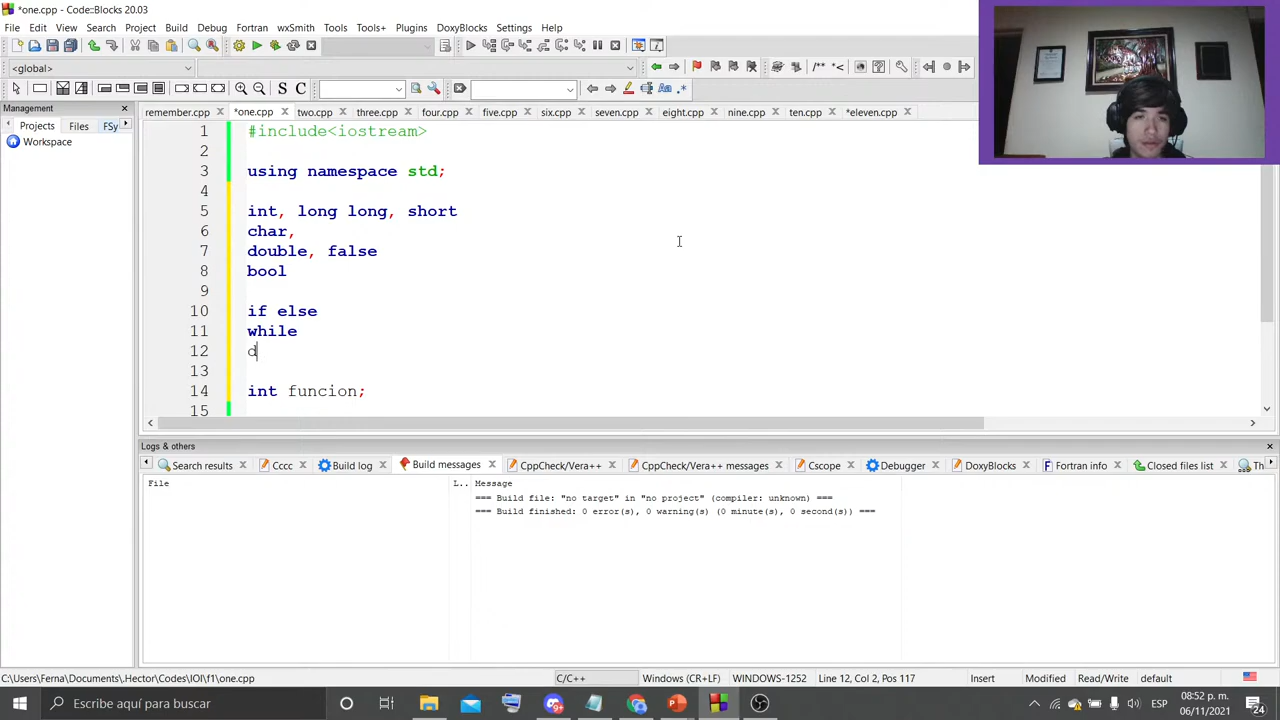 *one.cpp - Code::Blocks 20.03
File Edit View Search Project Build Debug Fortran wxSmith Tools Tools+ Plugins DoxyBlocks Settings Help
<global>
/** *<
S C
Aa .*
Management
Projects Files FSy
Workspace
remember.cpp *one.cpp two.cpp three.cpp four.cpp five.cpp six.cpp seven.cpp eight.cpp nine.cpp ten.cpp *eleven.cpp
1 #include<iostream>
2
3 using namespace std;
4
5 int, long long, short
6 char,
7 double, false
8 bool
9
10 if else
11 while
12 d
13
14 int funcion;
15
Logs & others
Search results Cccc Build log Build messages CppCheck/Vera++ CppCheck/Vera++ messages Cscope Debugger DoxyBlocks Fortran info Closed files list Th
File L.. Message
=== Build file: "no target" in "no project" (compiler: unknown) ===
=== Build finished: 0 error(s), 0 warning(s) (0 minute(s), 0 second(s)) ===
C:\Users\Ferna\Documents\.Hector\Codes\IOI\f1\one.cpp C/C++ Windows (CR+LF) WINDOWS-1252 Line 12, Col 2, Pos 117 Insert Modified Read/Write default
Escribe aquí para buscar
ESP
08:52 p. m.
06/11/2021
24